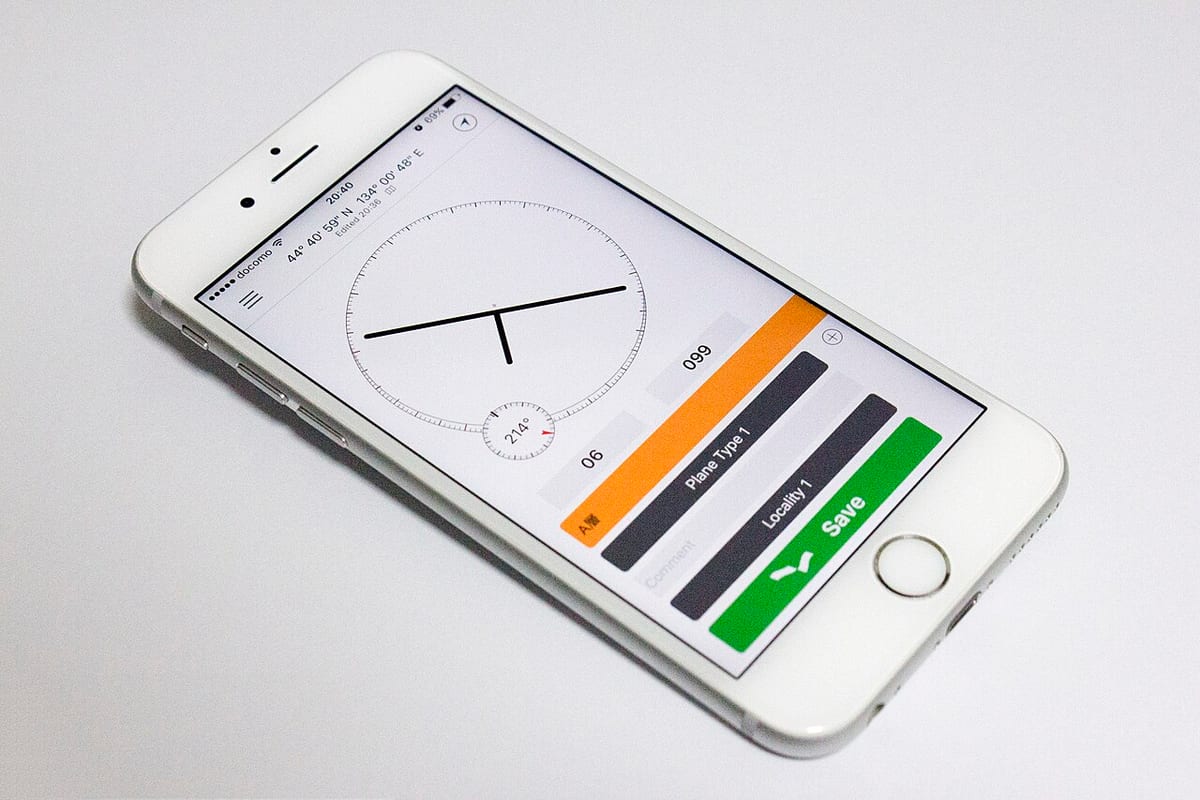 docomo 20:40 69%
44° 40' 59" N 134° 00' 48" E
Edited 20:36
214°
06 099
A層
Plane Type 1
Comment
Locality 1
Save